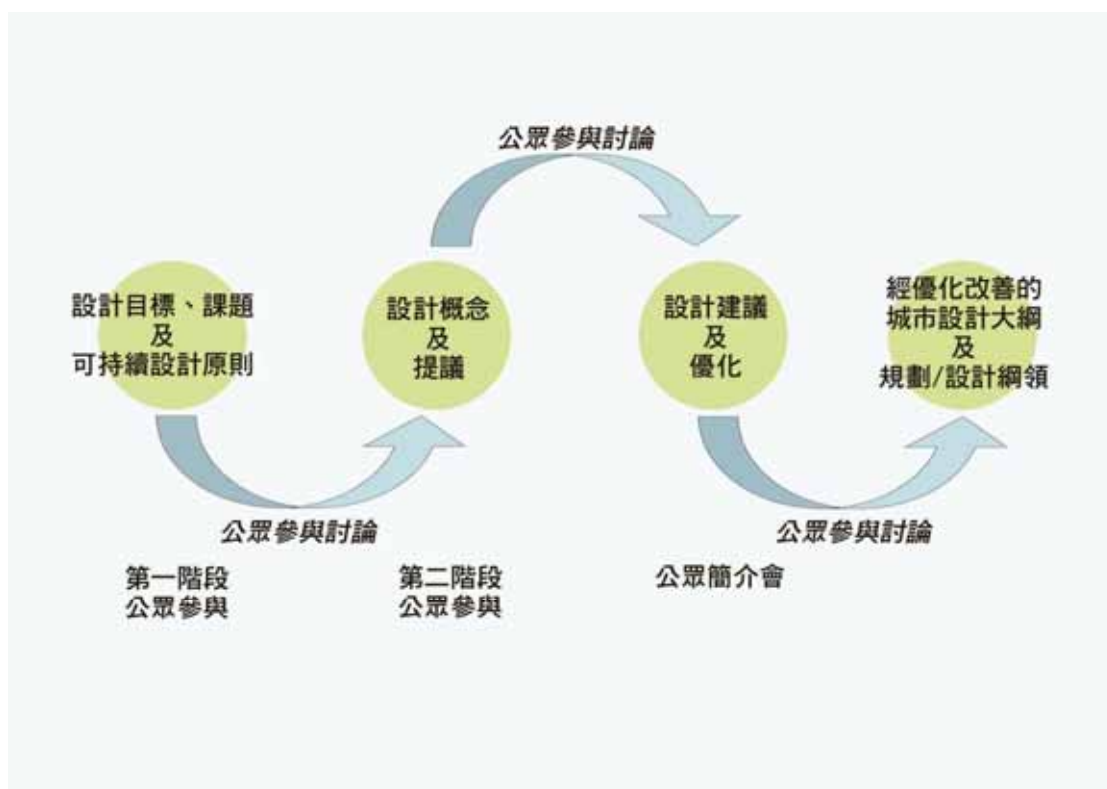 公眾參與討論
設計目標、課題
及
可持續設計原則
設計概念
及
提議
設計建議
及
優化
經優化改善的
城市設計大綱
及
規劃/設計綱領
公眾參與討論
公眾參與討論
第一階段
公眾參與
第二階段
公眾參與
公眾簡介會